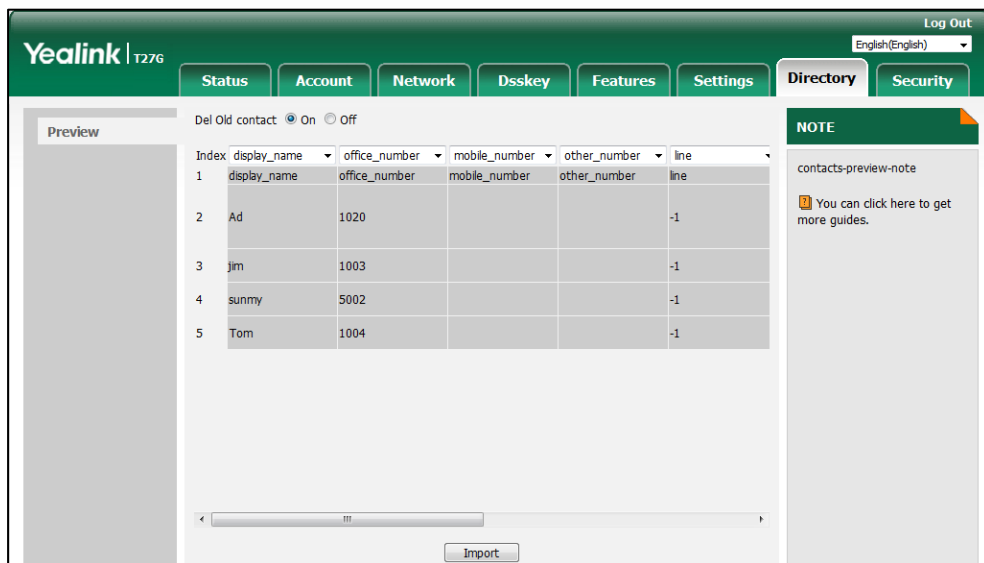 Log Out
Yealink | T27G
English(English)
Status Account Network Dsskey Features Settings Directory Security
Preview
Del Old contact On Off
Index display_name office_number mobile_number other_number line
1 display_name office_number mobile_number other_number line
2 Ad 1020 -1
3 jim 1003 -1
4 sunmy 5002 -1
5 Tom 1004 -1
Import
NOTE
contacts-preview-note
? You can click here to get
more guides.